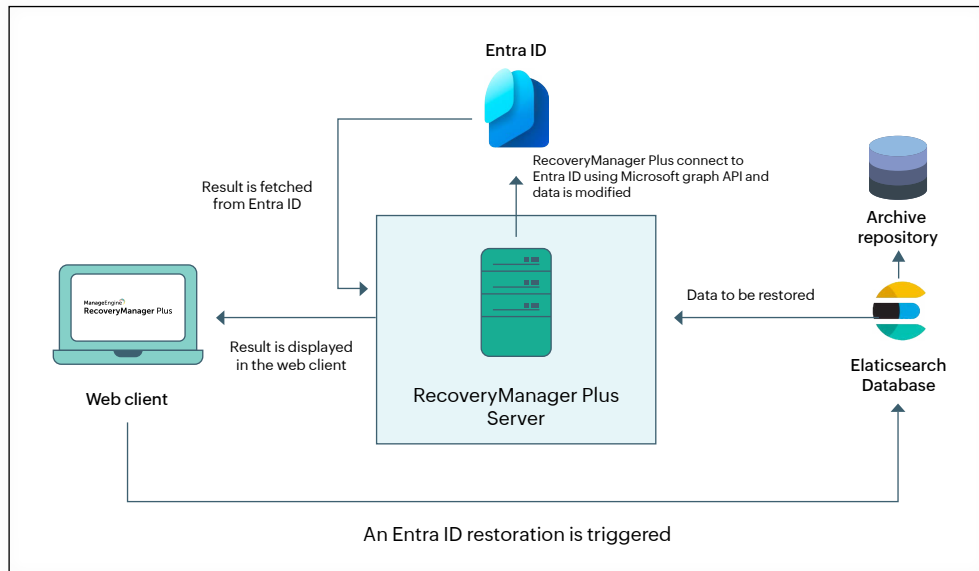 Entra ID
RecoveryManager Plus connect to
Entra ID using Microsoft graph API and
data is modified
Result is fetched
from Entra ID
Archive
repository
ManageEngine
RecoveryManager Plus
Data to be restored
Result is displayed
in the web client
Elaticsearch
Database
Web client
RecoveryManager Plus
Server
An Entra ID restoration is triggered